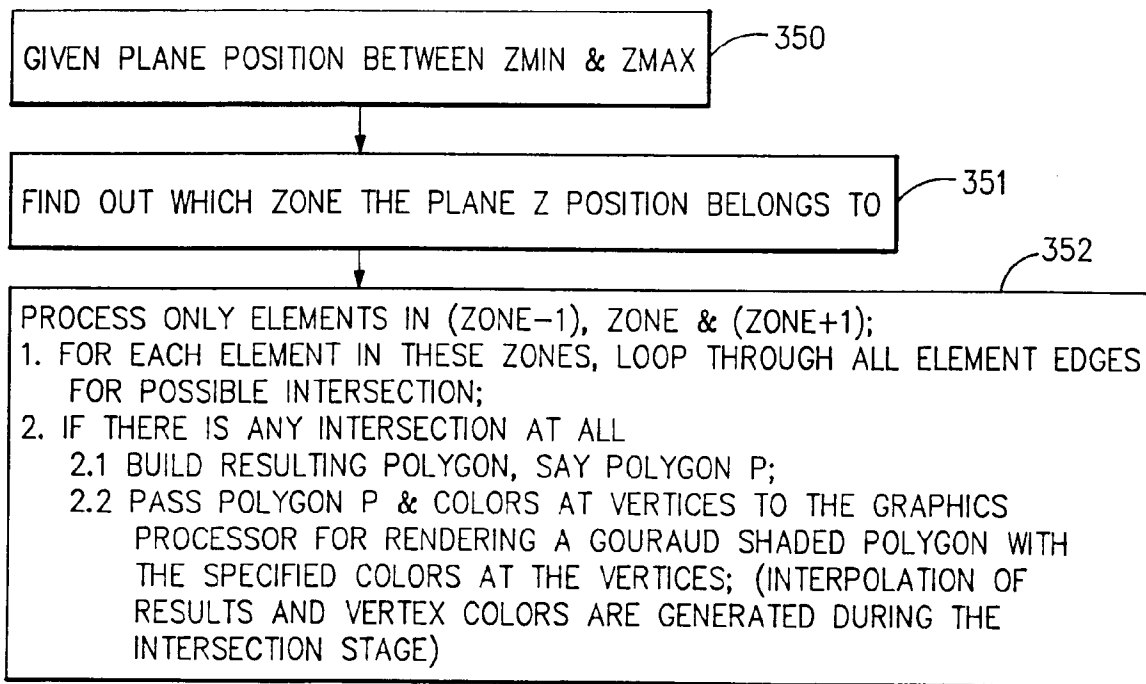 GIVEN PLANE POSITION BETWEEN ZMIN & ZMAX
350
FIND OUT WHICH ZONE THE PLANE Z POSITION BELONGS TO
351
352
PROCESS ONLY ELEMENTS IN (ZONE-1), ZONE & (ZONE+1);
1. FOR EACH ELEMENT IN THESE ZONES, LOOP THROUGH ALL ELEMENT EDGES
FOR POSSIBLE INTERSECTION;
2. IF THERE IS ANY INTERSECTION AT ALL
2.1 BUILD RESULTING POLYGON, SAY POLYGON P;
2.2 PASS POLYGON P & COLORS AT VERTICES TO THE GRAPHICS
PROCESSOR FOR RENDERING A GOURAUD SHADED POLYGON WITH
THE SPECIFIED COLORS AT THE VERTICES; (INTERPOLATION OF
RESULTS AND VERTEX COLORS ARE GENERATED DURING THE
INTERSECTION STAGE)